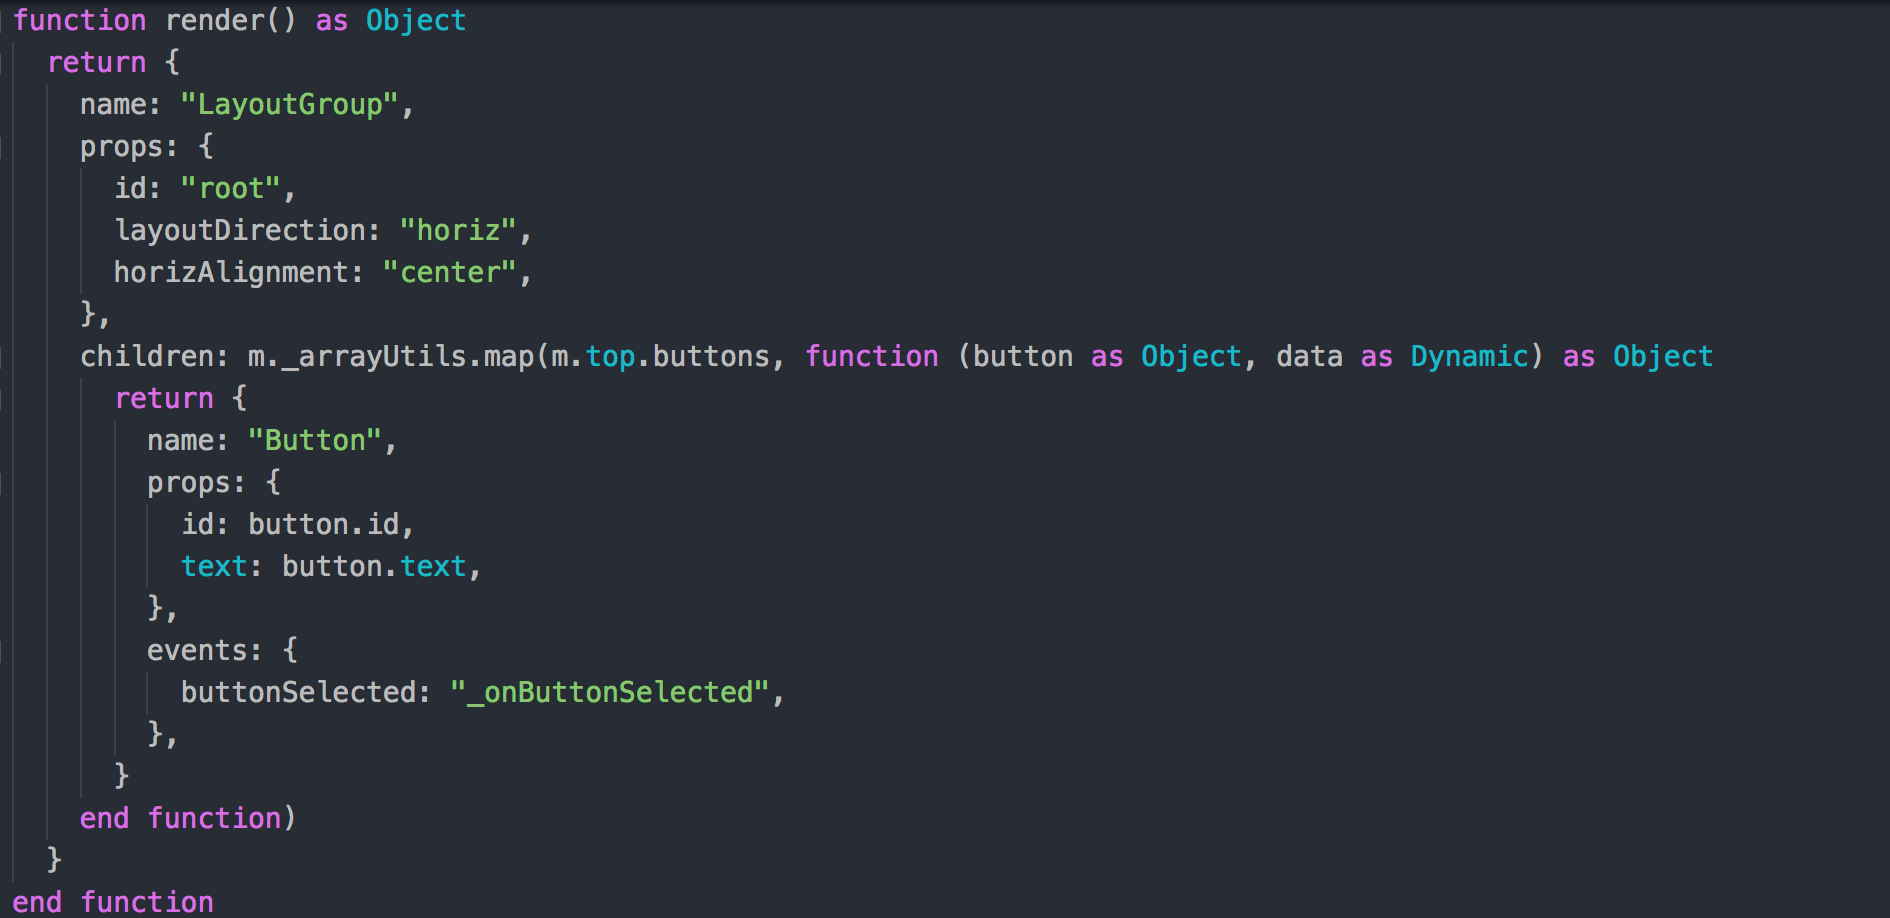 function render() as Object
  return {
    name: "LayoutGroup",
    props: {
      id: "root",
      layoutDirection: "horiz",
      horizAlignment: "center",
    },
    children: m._arrayUtils.map(m.top.buttons, function (button as Object, data as Dynamic) as Object
      return {
        name: "Button",
        props: {
          id: button.id,
          text: button.text,
        },
        events: {
          buttonSelected: "_onButtonSelected",
        },
      }
    end function)
  }
end function